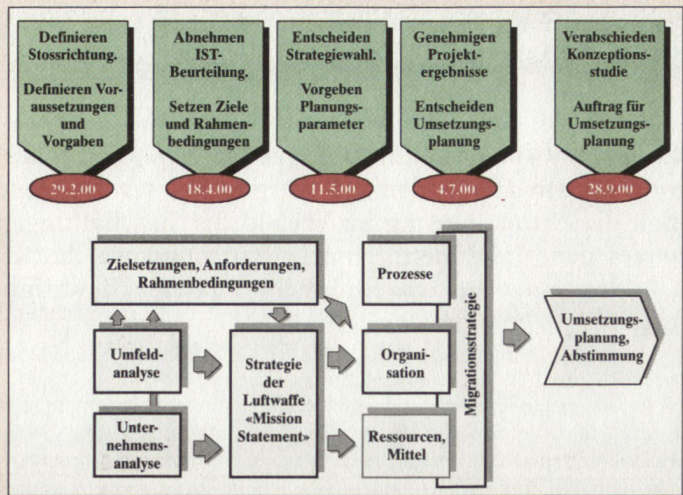 Definieren
Stossrichtung.
Definieren Vor-
aussetzungen
und
Vorgaben
29.2.00
Abnehmen
IST-
Beurteilung.
Setzen Ziele
und Rahmen-
bedingungen
18.4.00
Entscheiden
Strategiewahl.
Vorgeben
Planungs-
parameter
11.5.00
Genehmigen
Projekt-
ergebnisse
Entscheiden
Umsetzungs-
planung
4.7.00
Verabschieden
Konzeptions-
studie
Auftrag für
Umsetzungs-
planung
28.9.00
Zielsetzungen, Anforderungen,
Rahmenbedingungen
Umfeld-
analyse
Unter-
nehmens-
analyse
Strategie
der
Luftwaffe
«Mission
Statement»
Prozesse
Organi-
sation
Ressourcen,
Mittel
Migrationsstrategie
Umsetzungs-
planung,
Abstimmung